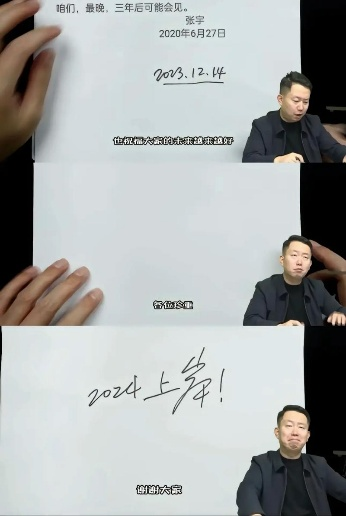 咱们，最晚，三年后可能会见。
张宇
2020年6月27日
2023.12.14
也祝福大家的未来越来越好
各位珍重
2024上岸！
谢谢大家